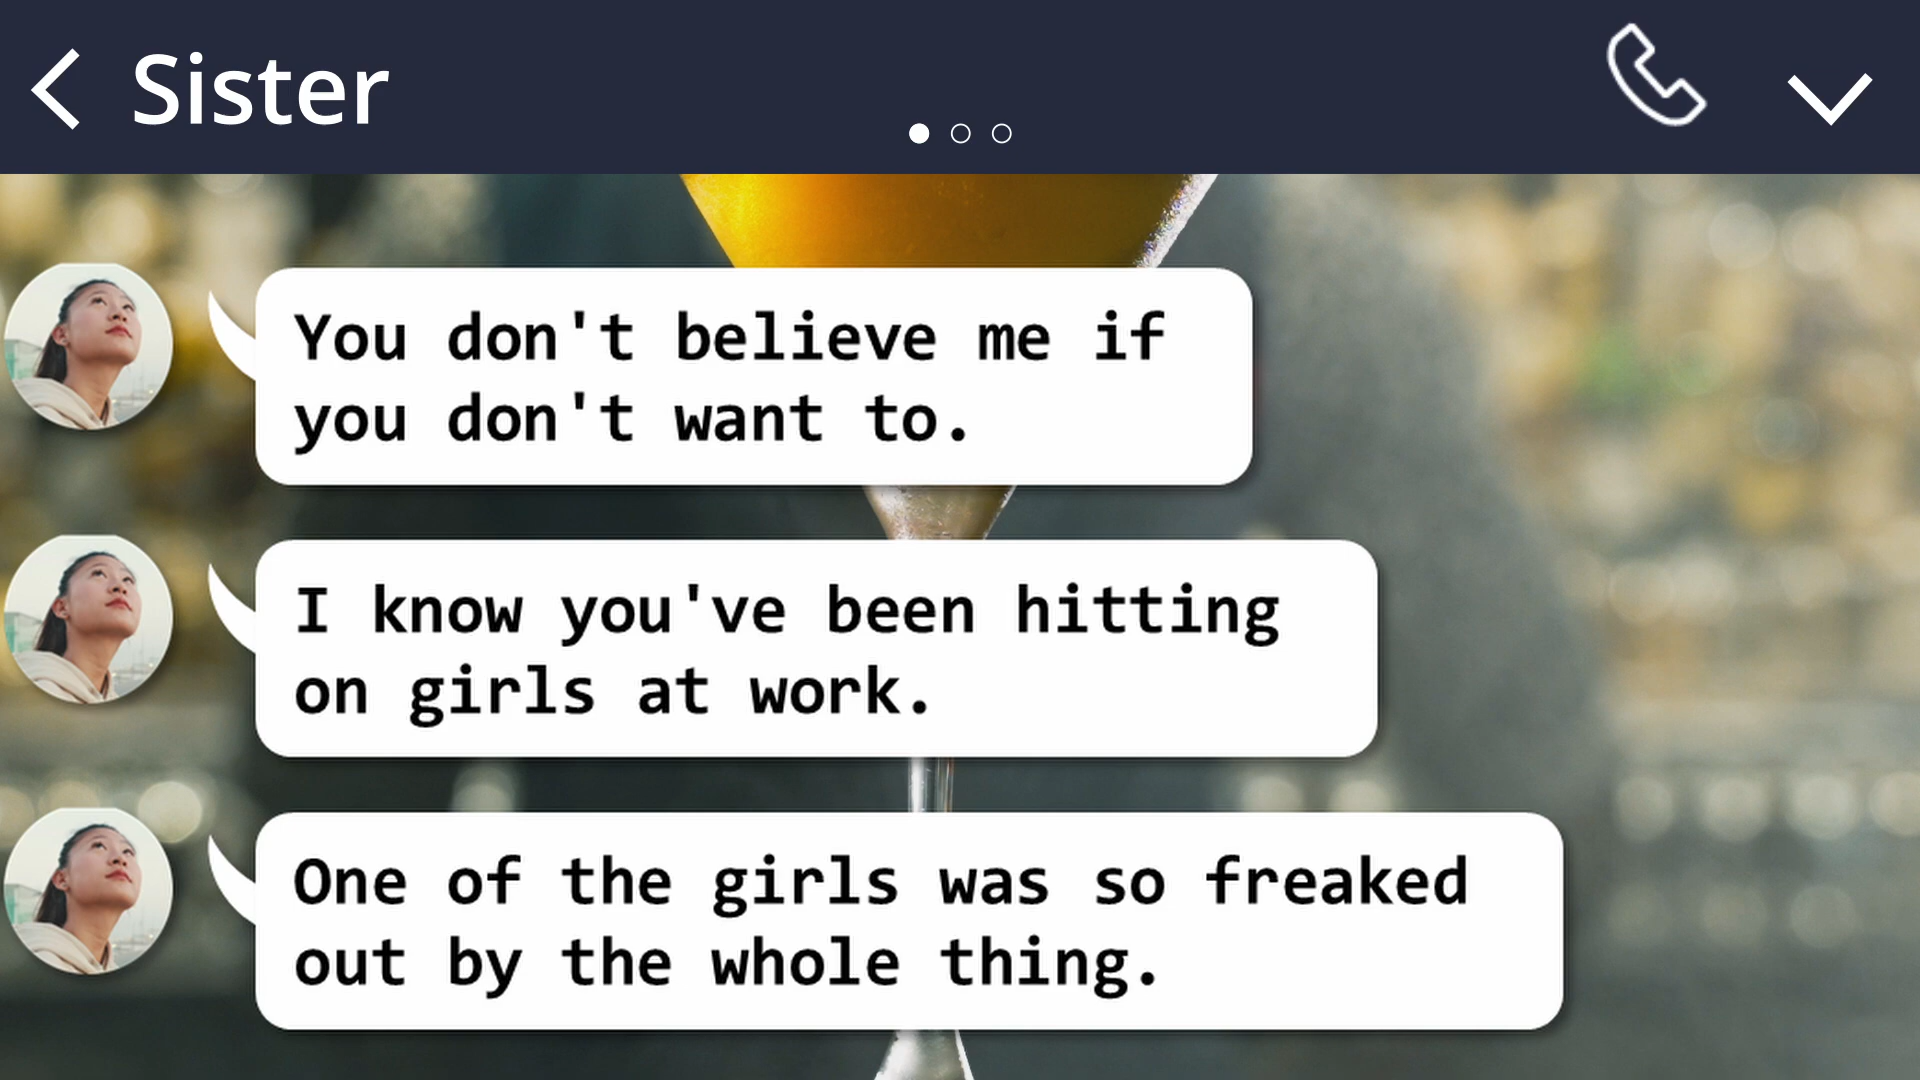 Sister
You don't believe me if
you don't want to.
I know you've been hitting
on girls at work.
One of the girls was so freaked
out by the whole thing.